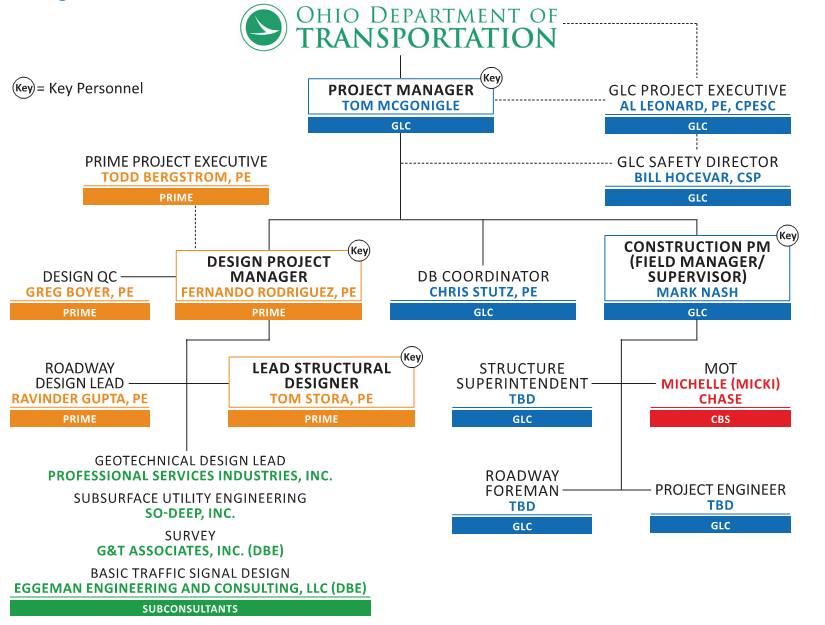 OHIO DEPARTMENT OF
TRANSPORTATION
Key = Key Personnel
Key
PROJECT MANAGER
TOM MCGONIGLE
GLC
GLC PROJECT EXECUTIVE
AL LEONARD, PE, CPESC
GLC
PRIME PROJECT EXECUTIVE
TODD BERGSTROM, PE
PRIME
GLC SAFETY DIRECTOR
BILL HOCEVAR, CSP
GLC
DESIGN QC
GREG BOYER, PE
PRIME
Key
DESIGN PROJECT
MANAGER
FERNANDO RODRIGUEZ, PE
PRIME
DB COORDINATOR
CHRIS STUTZ, PE
GLC
Key
CONSTRUCTION PM
(FIELD MANAGER/
SUPERVISOR)
MARK NASH
GLC
ROADWAY
DESIGN LEAD
RAVINDER GUPTA, PE
PRIME
Key
LEAD STRUCTURAL
DESIGNER
TOM STORA, PE
PRIME
STRUCTURE
SUPERINTENDENT
TBD
GLC
MOT
MICHELLE (MICKI)
CHASE
CBS
GEOTECHNICAL DESIGN LEAD
PROFESSIONAL SERVICES INDUSTRIES, INC.
SUBSURFACE UTILITY ENGINEERING
SO-DEEP, INC.
SURVEY
G&T ASSOCIATES, INC. (DBE)
BASIC TRAFFIC SIGNAL DESIGN
EGGEMAN ENGINEERING AND CONSULTING, LLC (DBE)
SUBCONSULTANTS
ROADWAY
FOREMAN
TBD
GLC
PROJECT ENGINEER
TBD
GLC